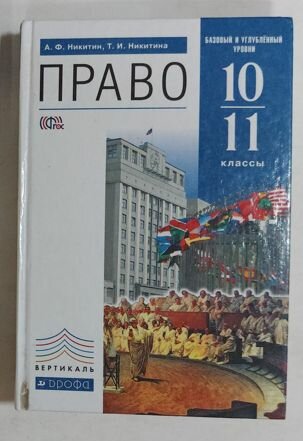 А. Ф. Никитин, Т. И. Никитина
ПРАВО
БАЗОВЫЙ И УГЛУБЛЁННЫЙ
УРОВНИ
10
11
классы
ФГОС
ВЕРТИКАЛЬ
дрофа